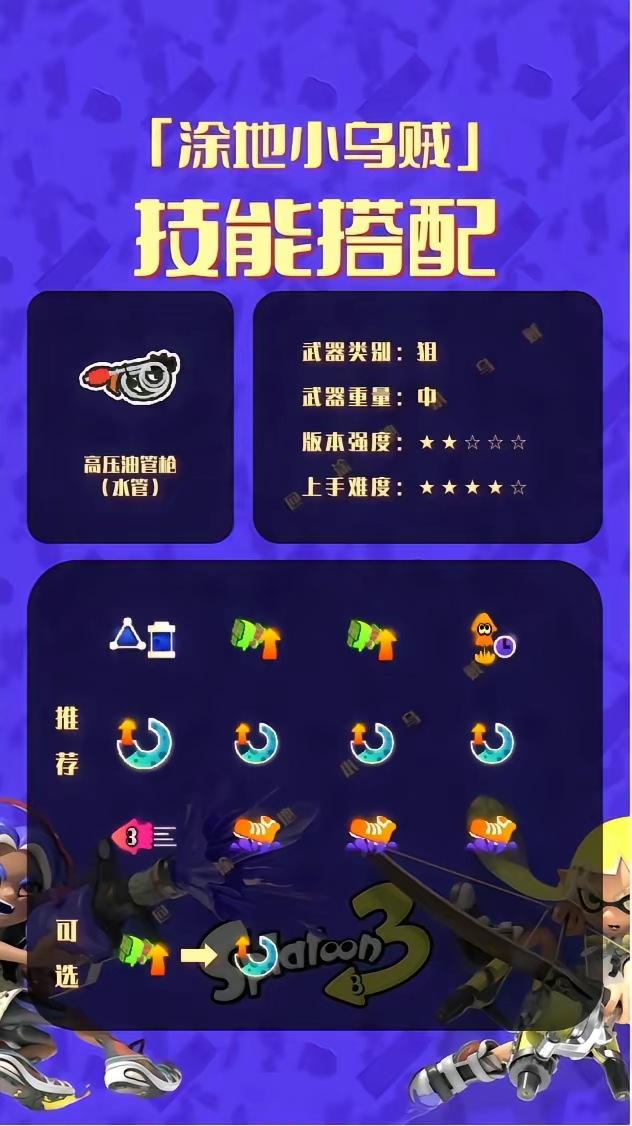 「涂地小乌贼」
技能搭配
高压油管枪
（水管）
武器类别：狙
武器重量：中
版本强度：★★☆☆☆
上手难度：★★★★☆
推荐
可选
Splatoon 3